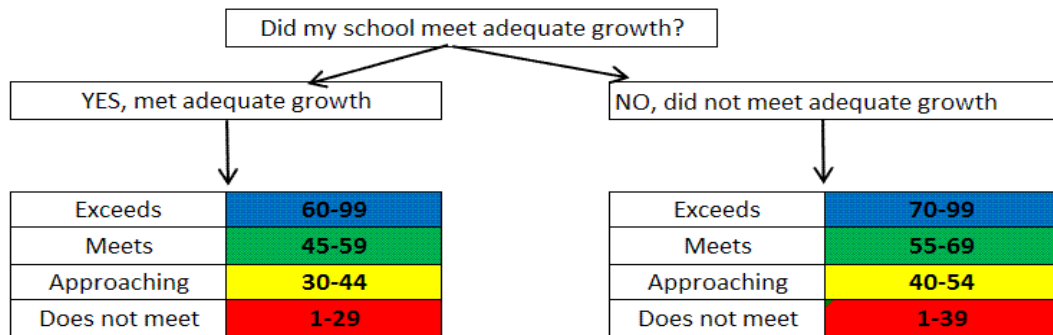 Did my school meet adequate growth?
YES, met adequate growth
NO, did not meet adequate growth
Exceeds 60-99
Meets 45-59
Approaching 30-44
Does not meet 1-29
Exceeds 70-99
Meets 55-69
Approaching 40-54
Does not meet 1-39